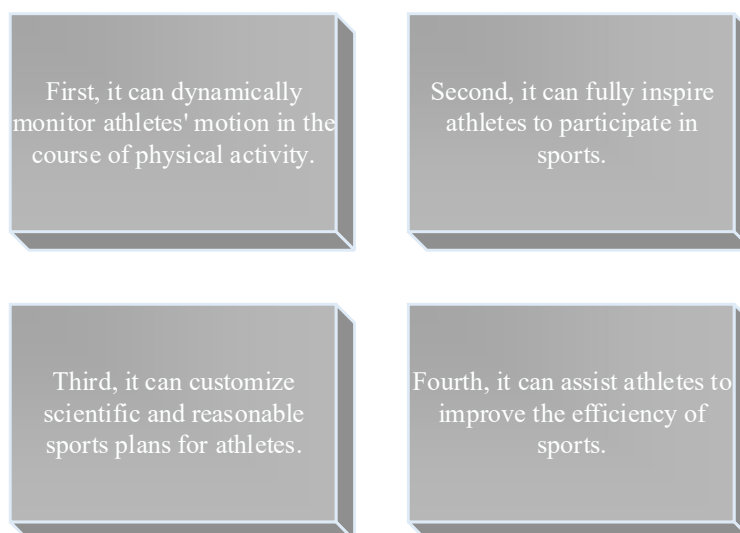 First, it can dynamically
monitor athletes' motion in the
course of physical activity.
Second, it can fully inspire
athletes to participate in
sports.
Third, it can customize
scientific and reasonable
sports plans for athletes.
Fourth, it can assist athletes to
improve the efficiency of
sports.